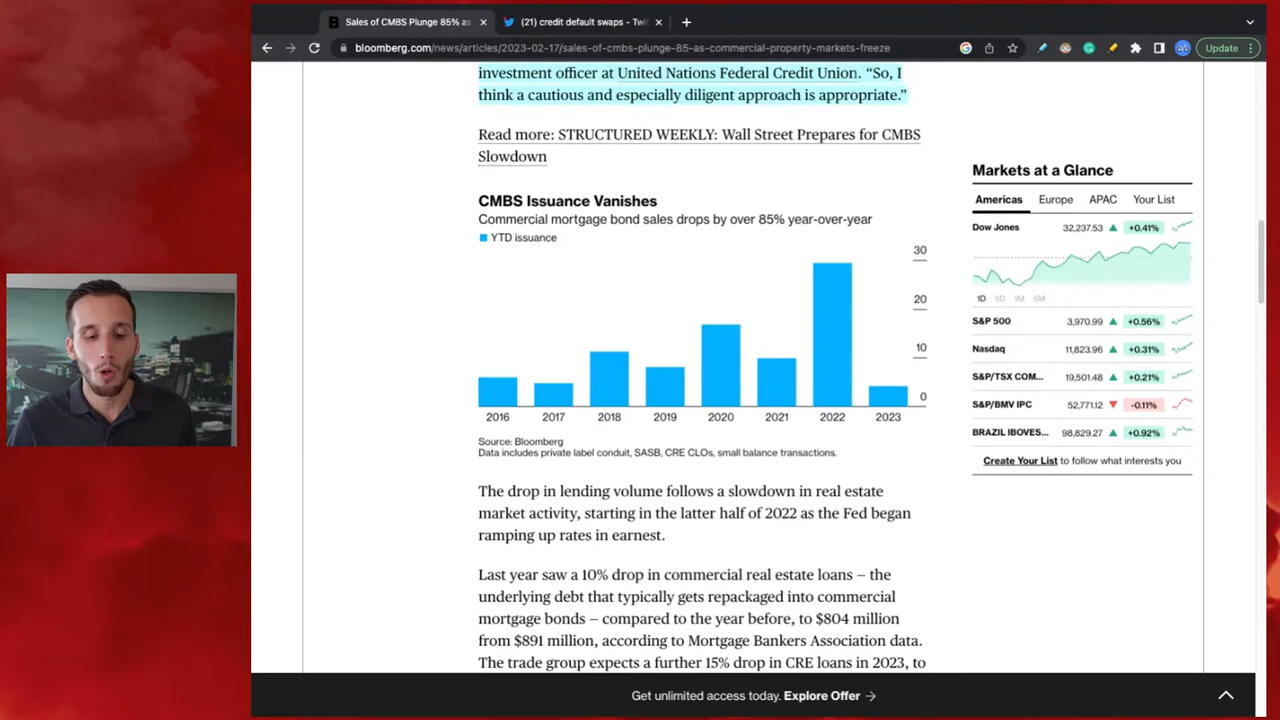 Sales of CMBS Plunge 85% as
(21) credit default swaps - Twit
bloomberg.com/news/articles/2023-02-17/sales-of-cmbs-plunge-85-as-commercial-property-markets-freeze
Update
investment officer at United Nations Federal Credit Union. “So, I
think a cautious and especially diligent approach is appropriate.”
Read more: STRUCTURED WEEKLY: Wall Street Prepares for CMBS
Slowdown
CMBS Issuance Vanishes
Commercial mortgage bond sales drops by over 85% year-over-year
YTD issuance
30
20
10
0
2016 2017 2018 2019 2020 2021 2022 2023
Source: Bloomberg
Data includes private label conduit, SASB, CRE CLOs, small balance transactions.
The drop in lending volume follows a slowdown in real estate
market activity, starting in the latter half of 2022 as the Fed began
ramping up rates in earnest.
Last year saw a 10% drop in commercial real estate loans — the
underlying debt that typically gets repackaged into commercial
mortgage bonds — compared to the year before, to $804 million
from $891 million, according to Mortgage Bankers Association data.
The trade group expects a further 15% drop in CRE loans in 2023, to
Markets at a Glance
Americas Europe APAC Your List
Dow Jones 32,237.53 +0.41%
1D 5D 1M 6M
S&P 500 3,970.99 +0.56%
Nasdaq 11,823.96 +0.31%
S&P/TSX COM... 19,501.48 +0.21%
S&P/BMV IPC 52,771.12 -0.11%
BRAZIL IBOVES... 98,829.27 +0.92%
Create Your List to follow what interests you
Get unlimited access today. Explore Offer →